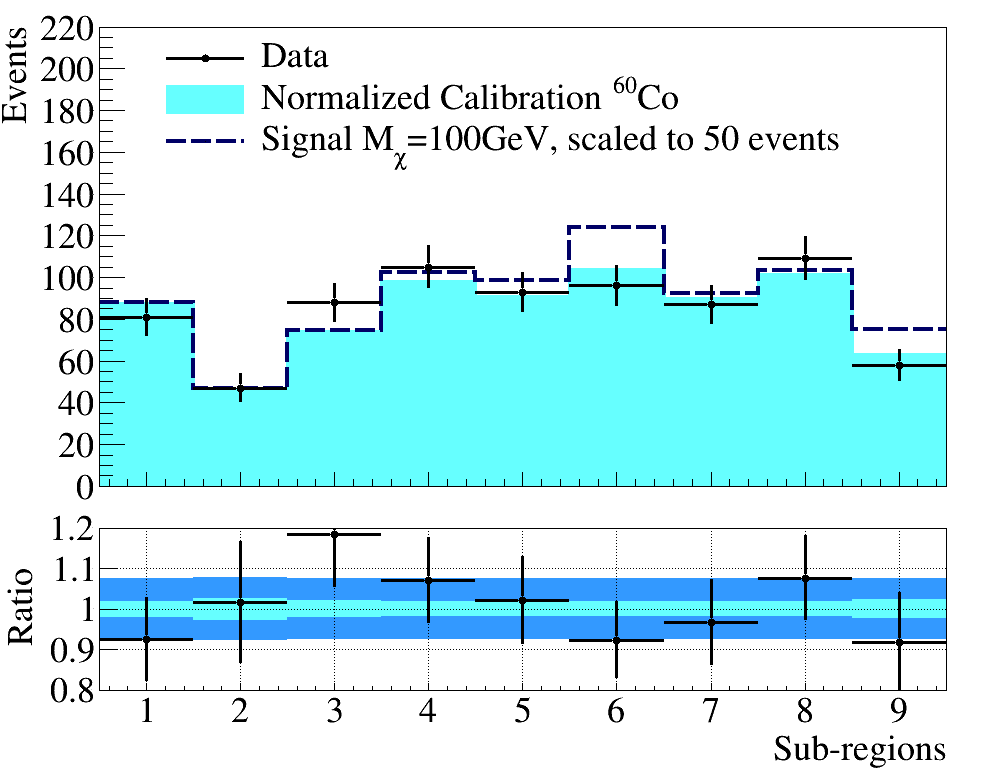 Events
220
200
180
160
140
120
100
80
60
40
20
0
Data
Normalized Calibration ⁶⁰Co
Signal Mχ=100GeV, scaled to 50 events
Ratio
1.2
1.1
1
0.9
0.8
1 2 3 4 5 6 7 8 9
Sub-regions